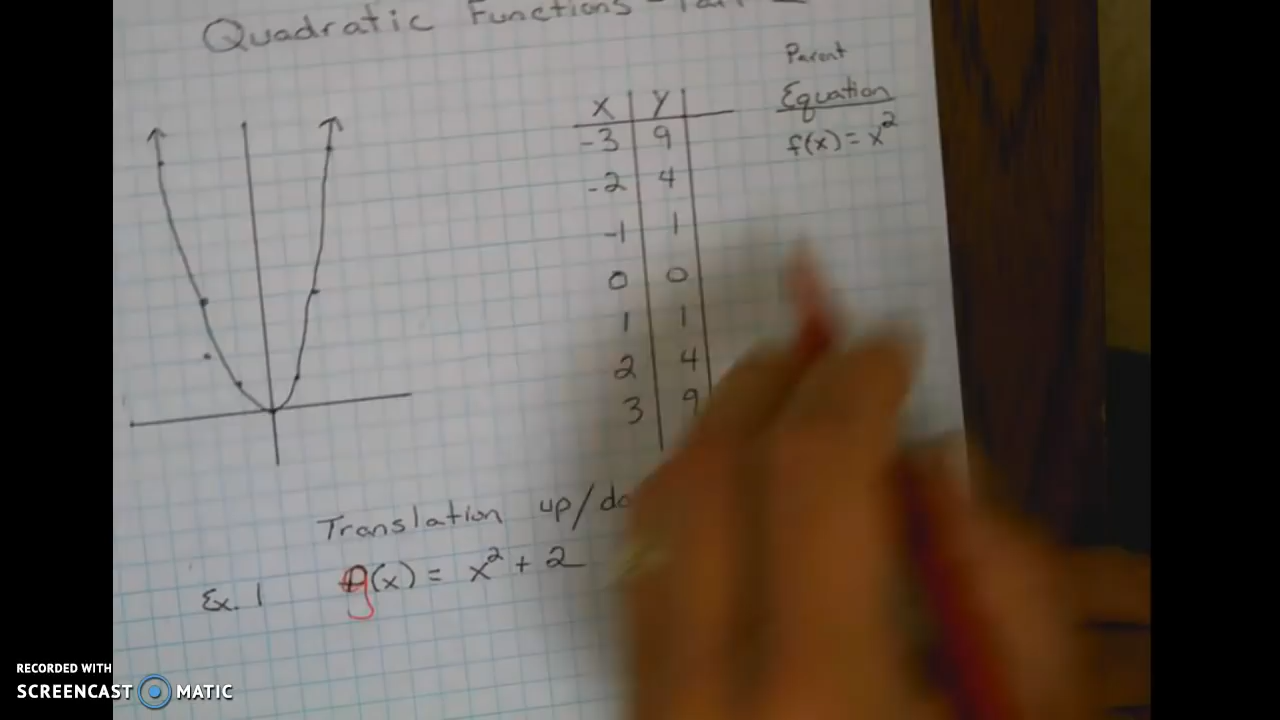 Quadratic Functions
Parent
Equation
f(x) = x²
x y
-3 9
-2 4
-1 1
0 0
1 1
2 4
3 9
Translation up/do
Ex. 1 g(x) = x² + 2
RECORDED WITH
SCREENCAST MATIC